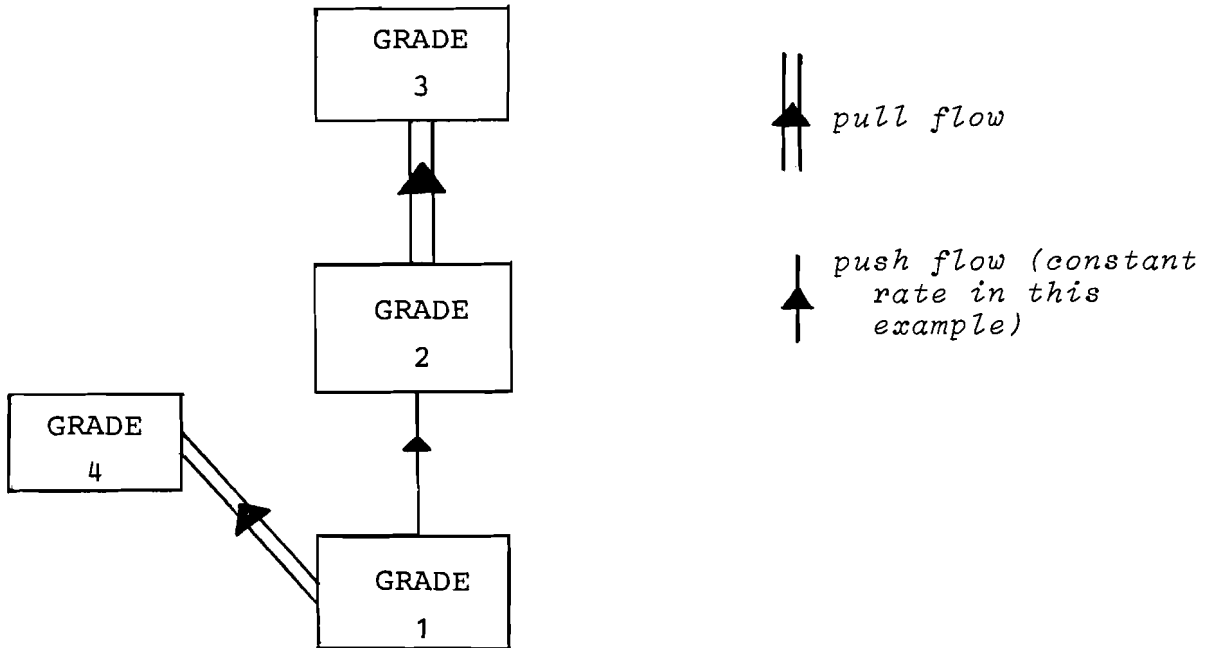 GRADE
3
pull flow
push flow (constant
rate in this
example)
GRADE
2
GRADE
4
GRADE
1